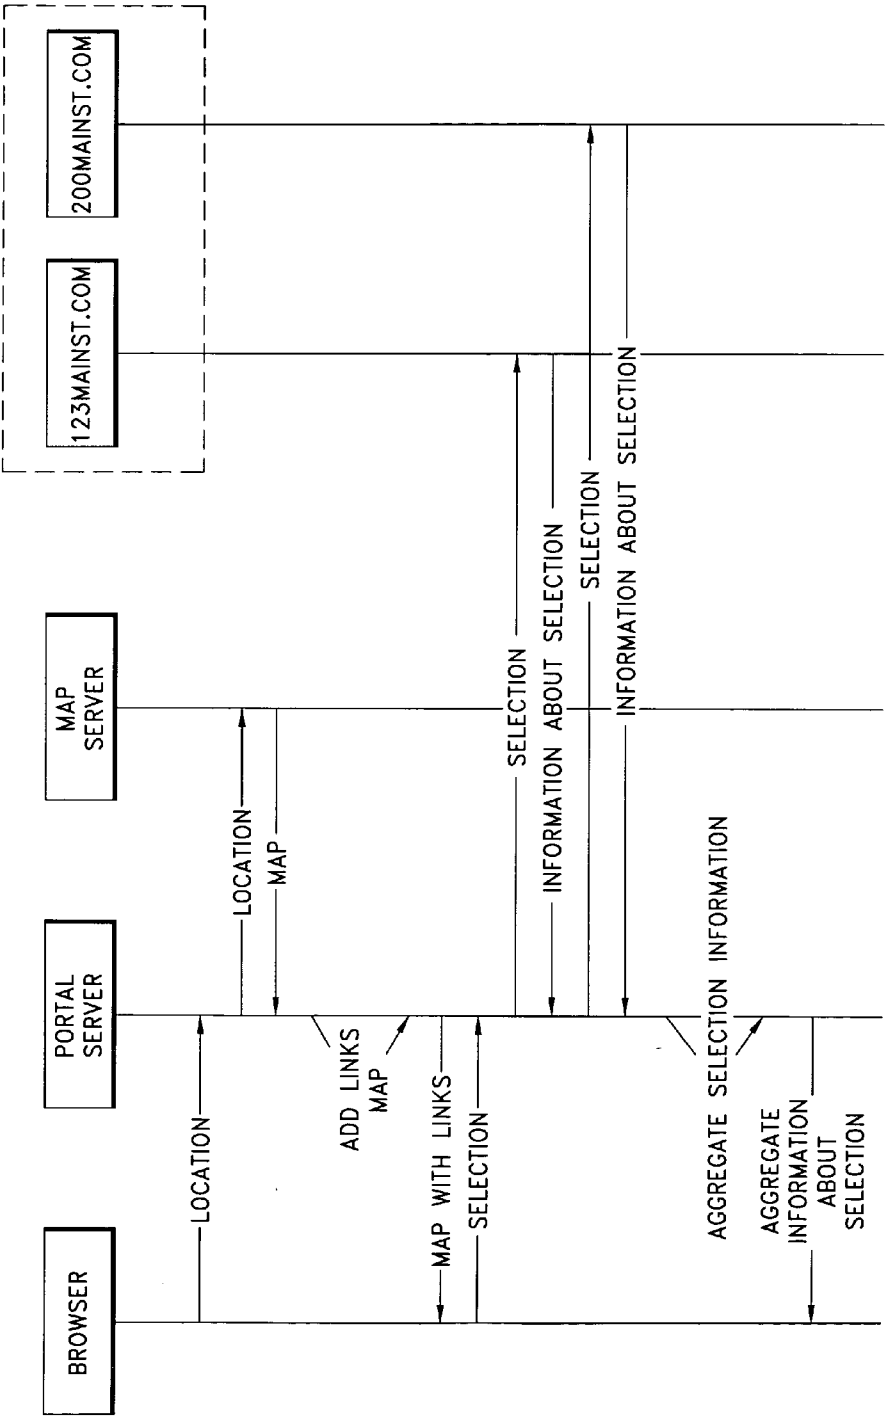 BROWSER
PORTAL
SERVER
MAP
SERVER
123MAINST.COM
200MAINST.COM
LOCATION
LOCATION
MAP
ADD LINKS
MAP
MAP WITH LINKS
SELECTION
SELECTION
INFORMATION ABOUT SELECTION
SELECTION
INFORMATION ABOUT SELECTION
AGGREGATE SELECTION INFORMATION
AGGREGATE
INFORMATION
ABOUT
SELECTION